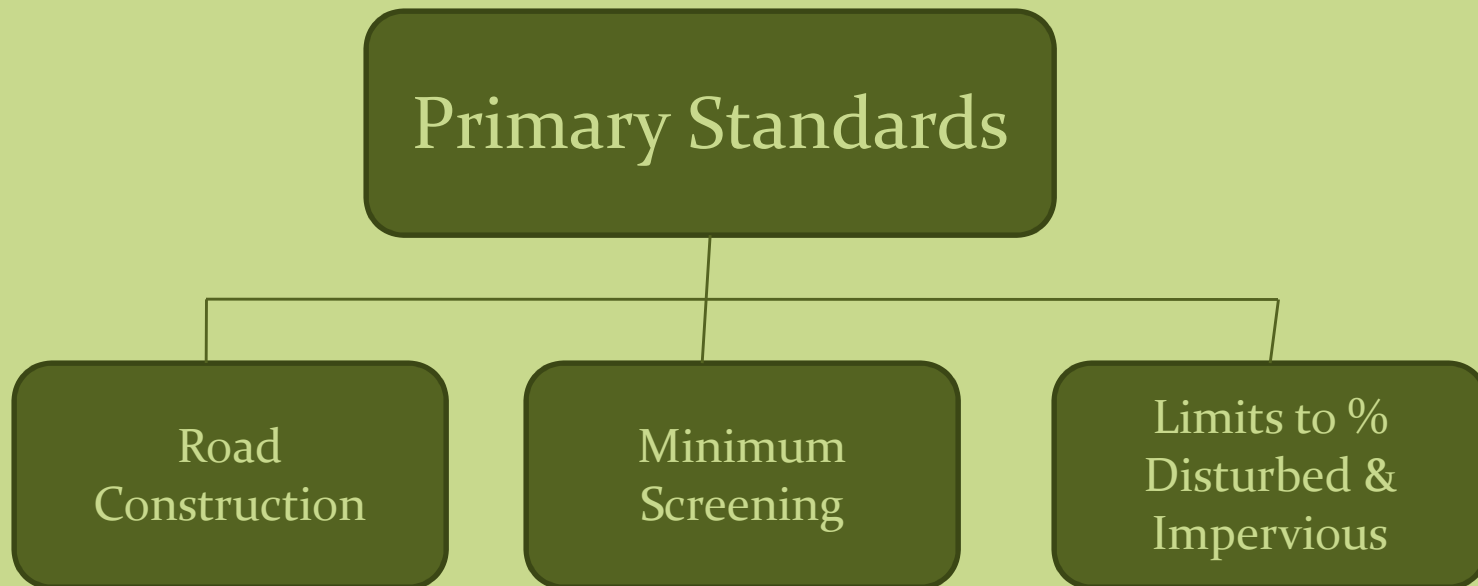 Primary Standards
Road
Construction
Minimum
Screening
Limits to %
Disturbed &
Impervious